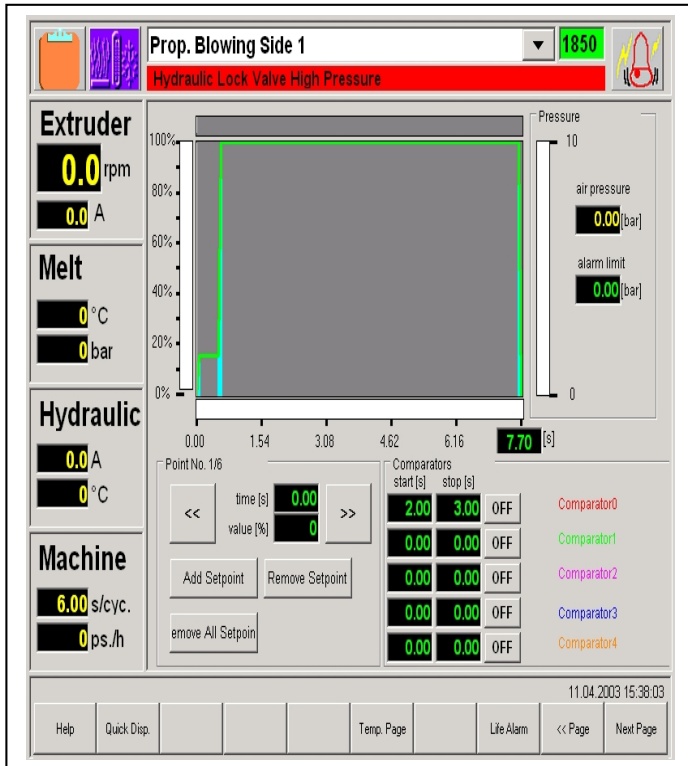 Prop. Blowing Side 1
1850
Hydraulic Lock Valve High Pressure
Extruder
0.0 rpm
0.0 A
Melt
0 °C
0 bar
Hydraulic
0.0 A
0 °C
Machine
6.00 s/cyc.
0 ps./h
100%
80%
60%
40%
20%
0%
0.00 1.54 3.08 4.62 6.16 7.70 [s]
Pressure
10
air pressure
0.00 [bar]
alarm limit
0.00 [bar]
0
Point No. 1/6
<< time [s] 0.00 >>
value [%] 0
Add Setpoint Remove Setpoint
emove All Setpoin
Comparators
start [s] stop [s]
2.00 3.00 OFF Comparator0
0.00 0.00 OFF Comparator1
0.00 0.00 OFF Comparator2
0.00 0.00 OFF Comparator3
0.00 0.00 OFF Comparator4
11.04.2003 15:38:03
Help Quick Disp. Temp. Page Life Alarm << Page Next Page